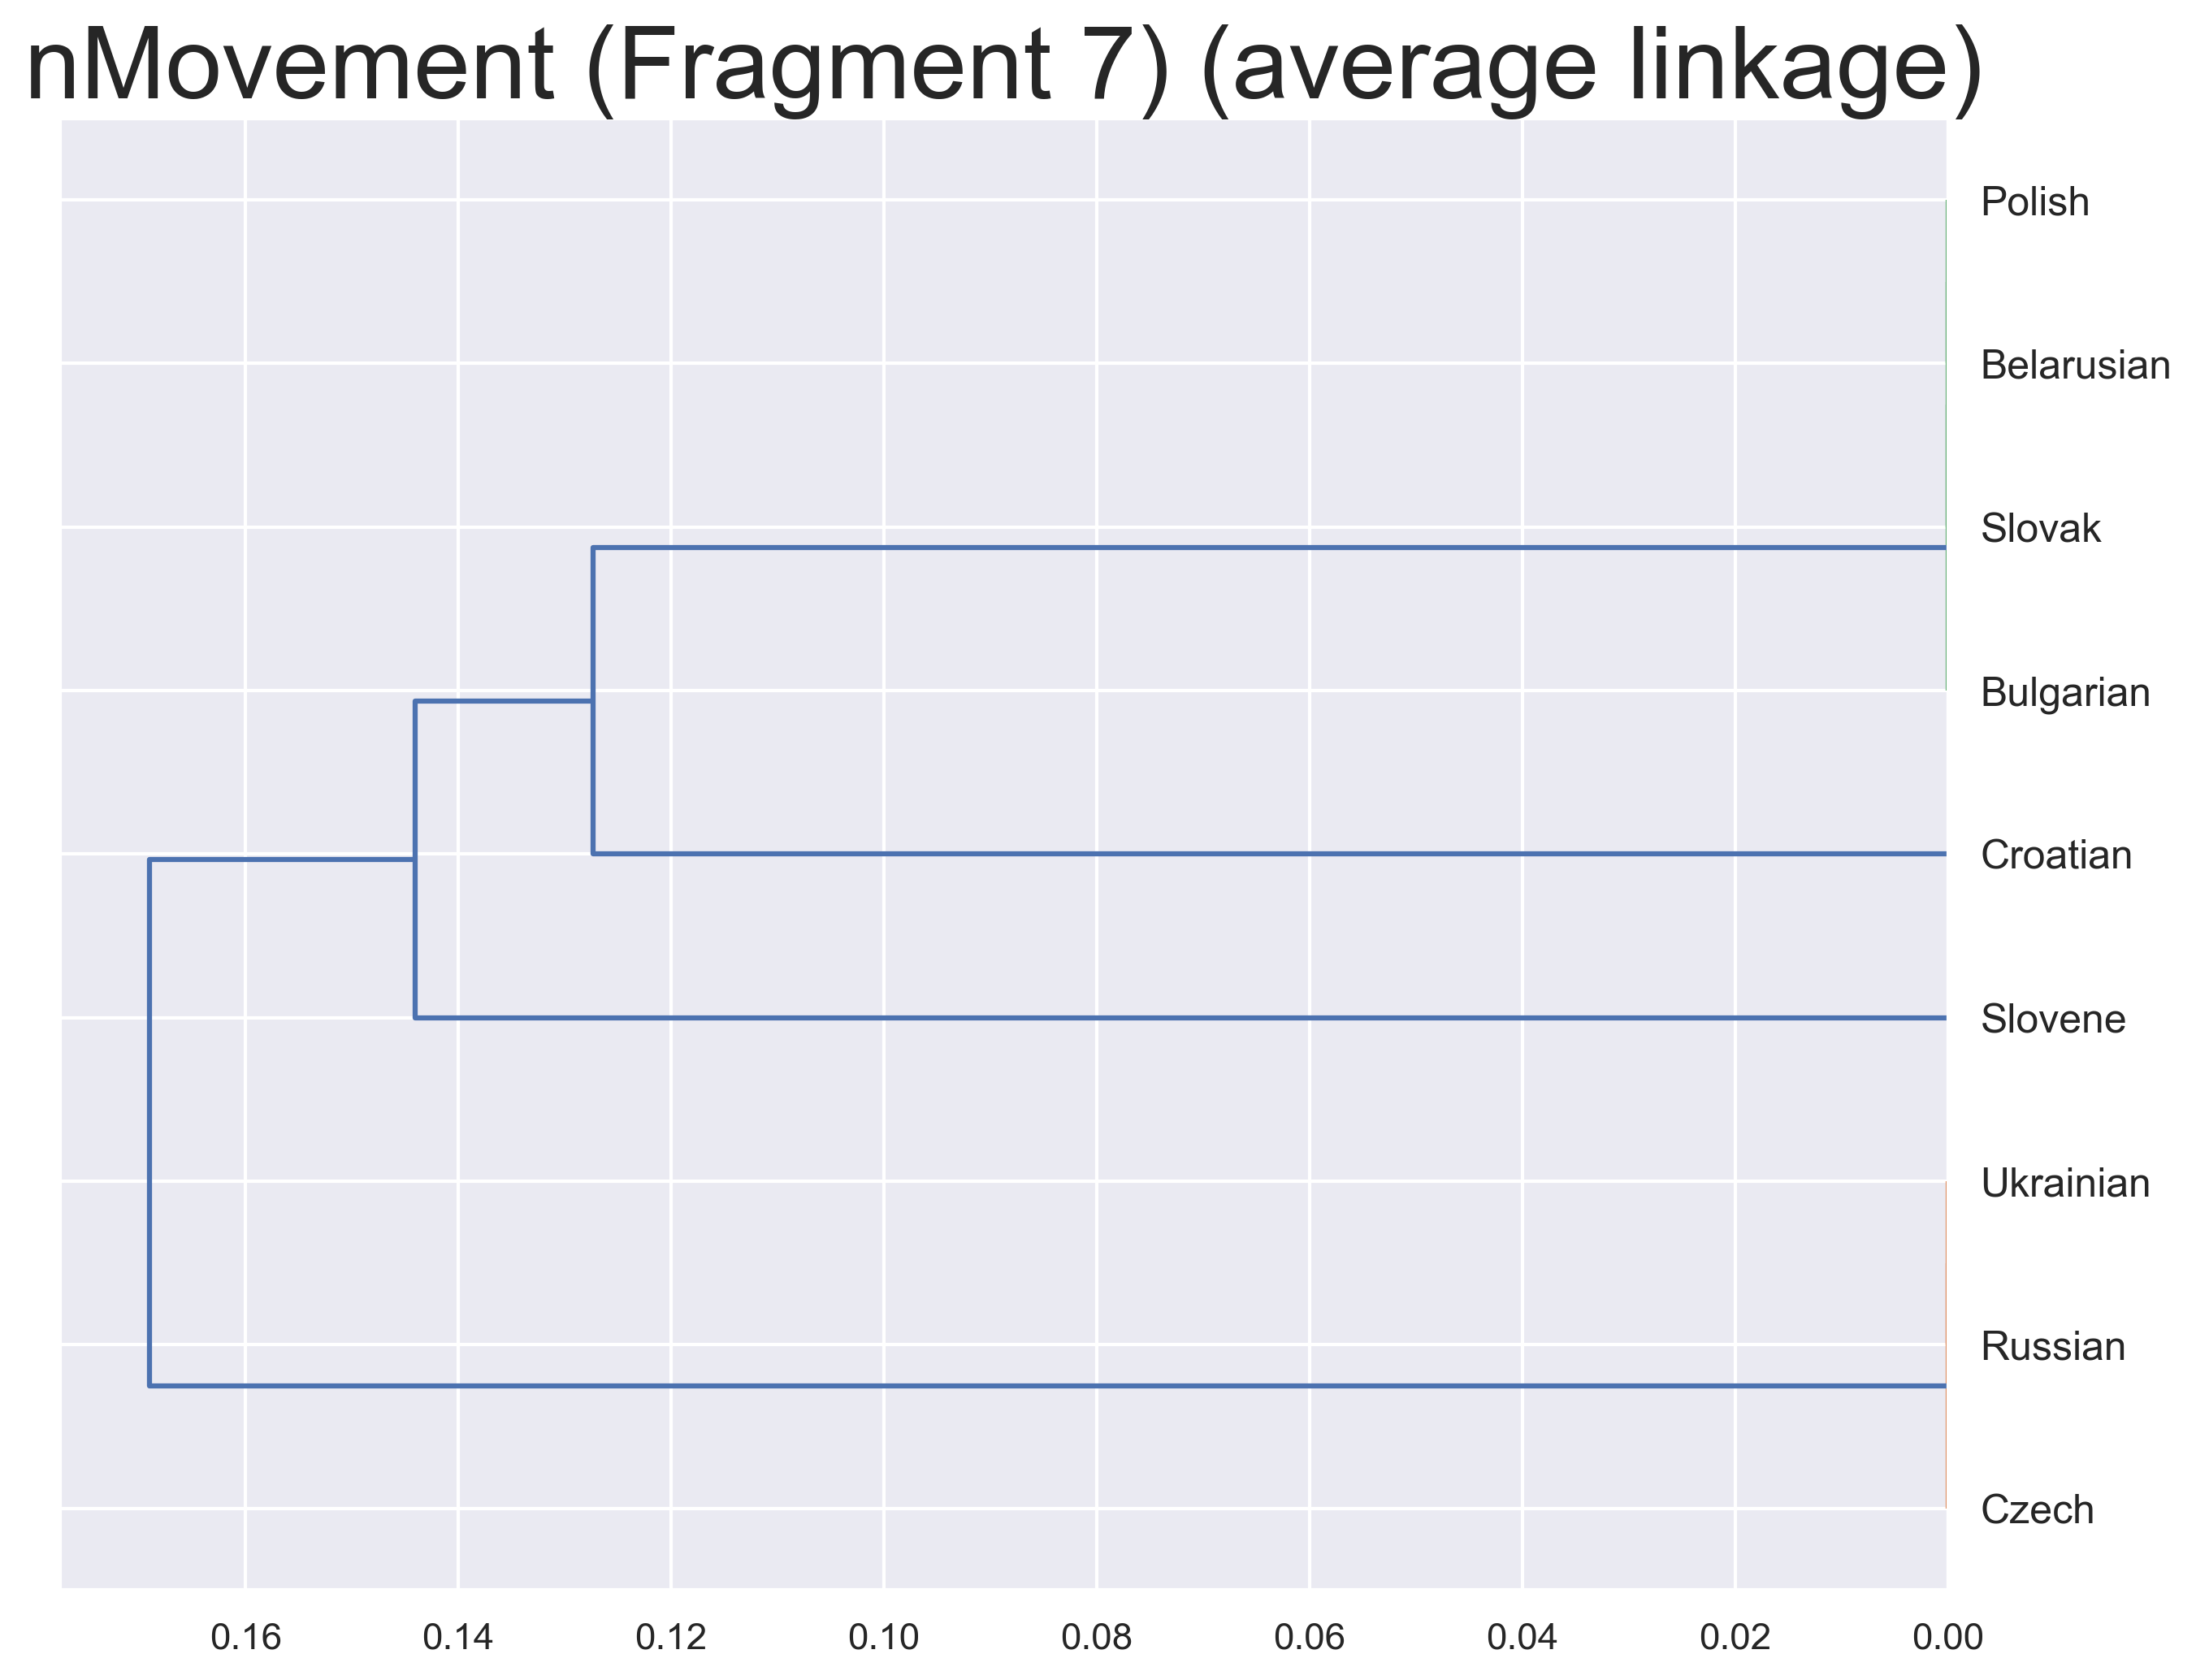 nMovement (Fragment 7) (average linkage)
Polish
Belarusian
Slovak
Bulgarian
Croatian
Slovene
Ukrainian
Russian
Czech
0.16 0.14 0.12 0.10 0.08 0.06 0.04 0.02 0.00